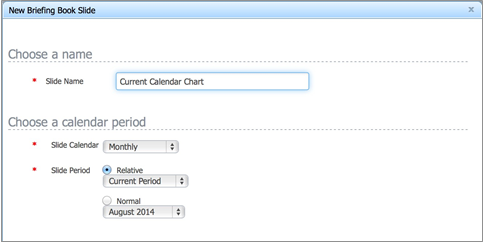 New Briefing Book Slide x
Choose a name
* Slide Name Current Calendar Chart
Choose a calendar period
* Slide Calendar Monthly
* Slide Period Relative
Current Period
Normal
August 2014